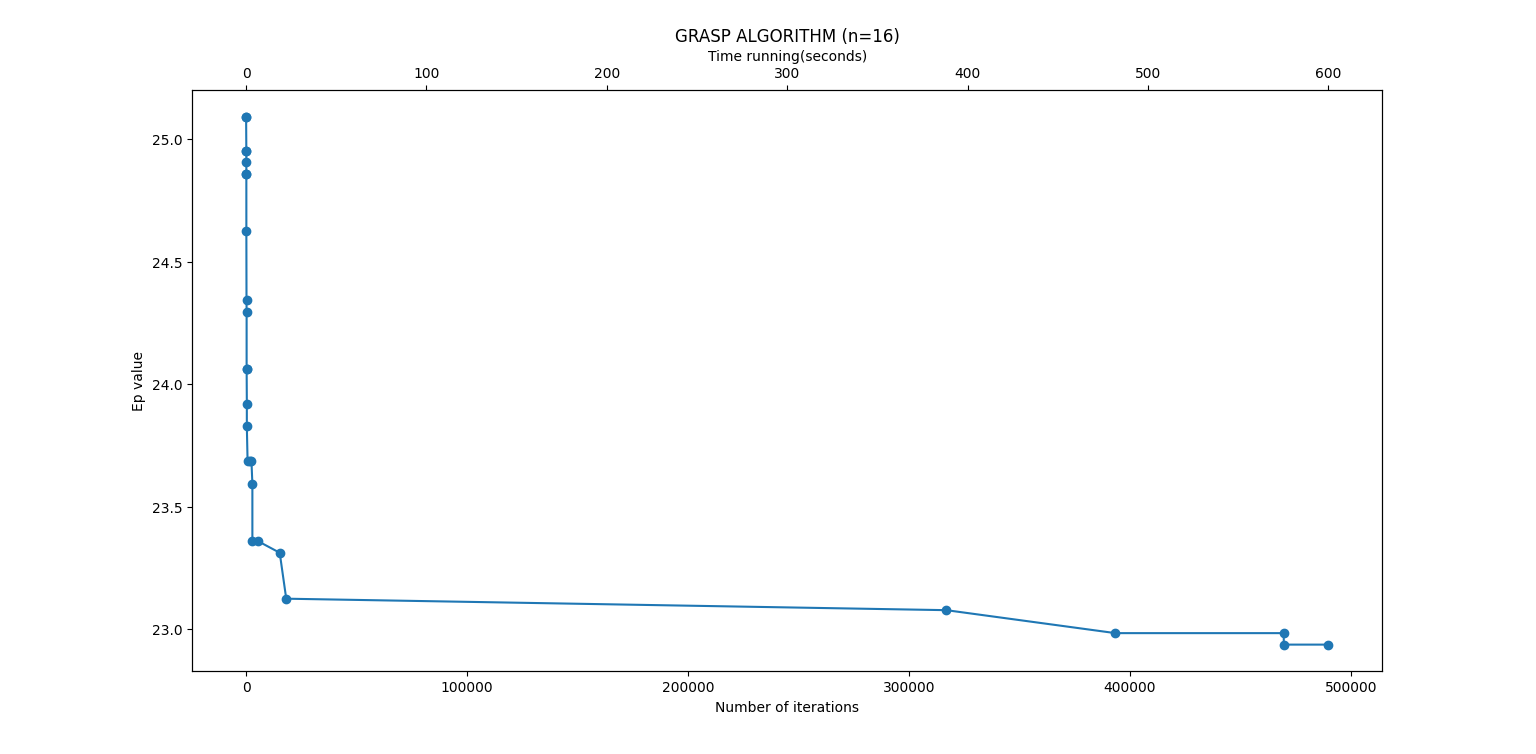 GRASP ALGORITHM (n=16)
Time running(seconds)
0 100 200 300 400 500 600
25.0
24.5
24.0
23.5
23.0
Ep value
0 100000 200000 300000 400000 500000
Number of iterations